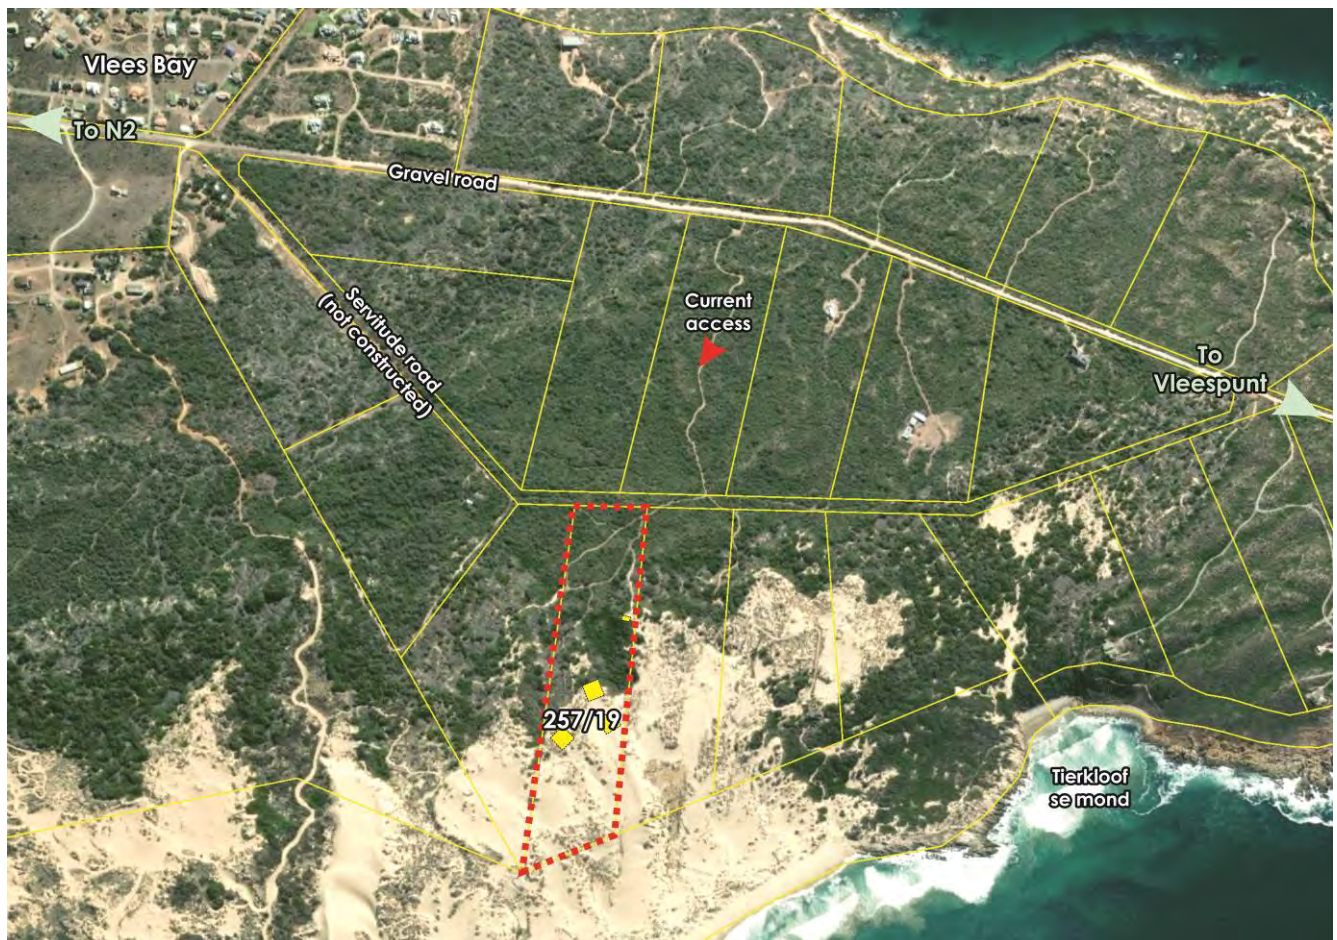 Vlees Bay
To N2
Gravel road
Current
access
Servitude road
(not constructed)
To
Vleespunt
257/19
Tierkloof
se mond